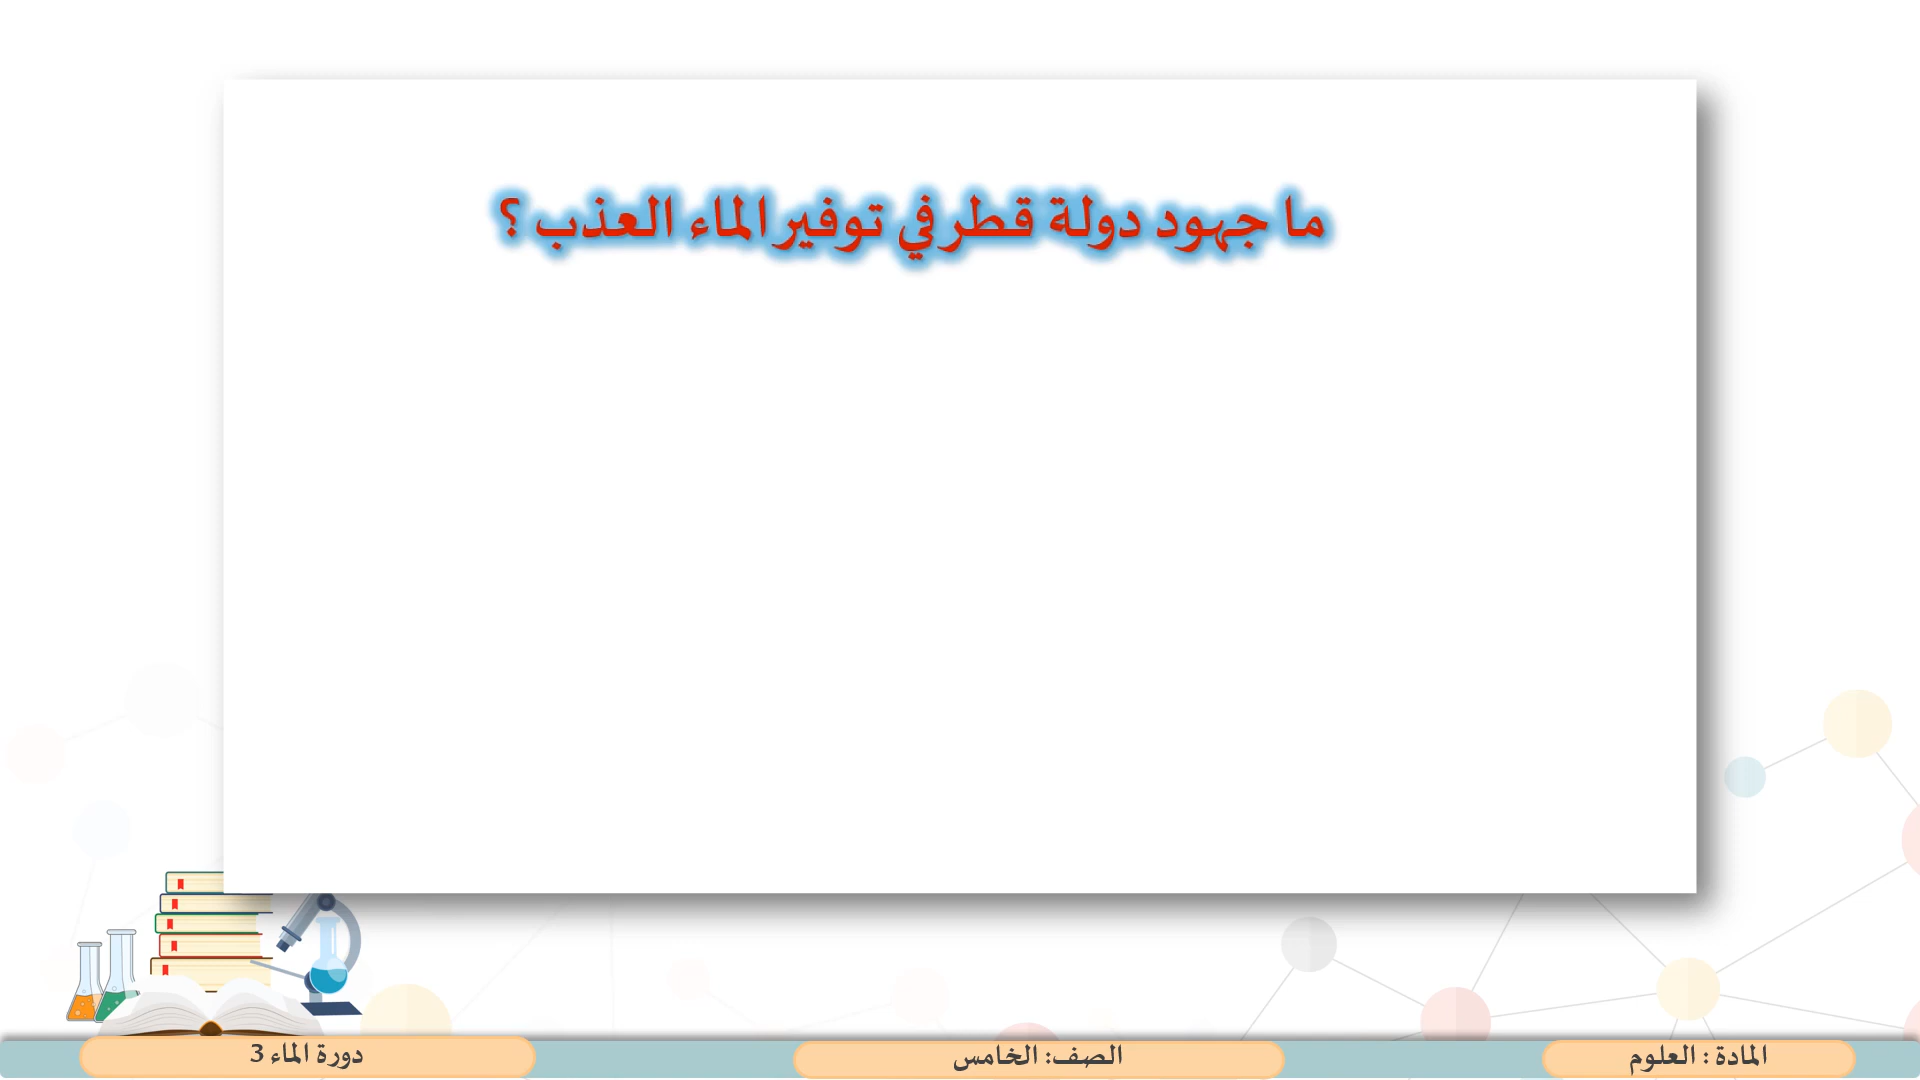 ما جهود دولة قطر في توفير الماء العذب ؟
المادة : العلوم
الصف: الخامس
دورة الماء 3